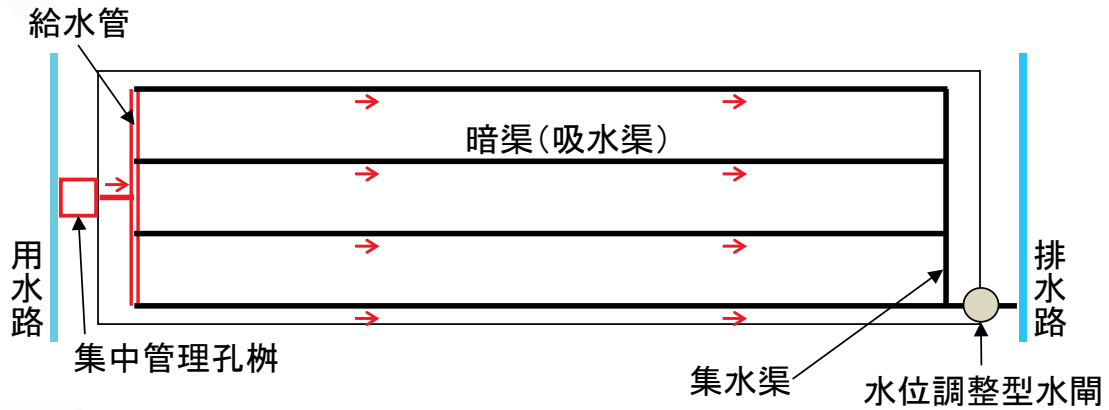 給水管
暗渠（吸水渠）
用水路
排水路
集中管理孔桝
集水渠
水位調整型水閘